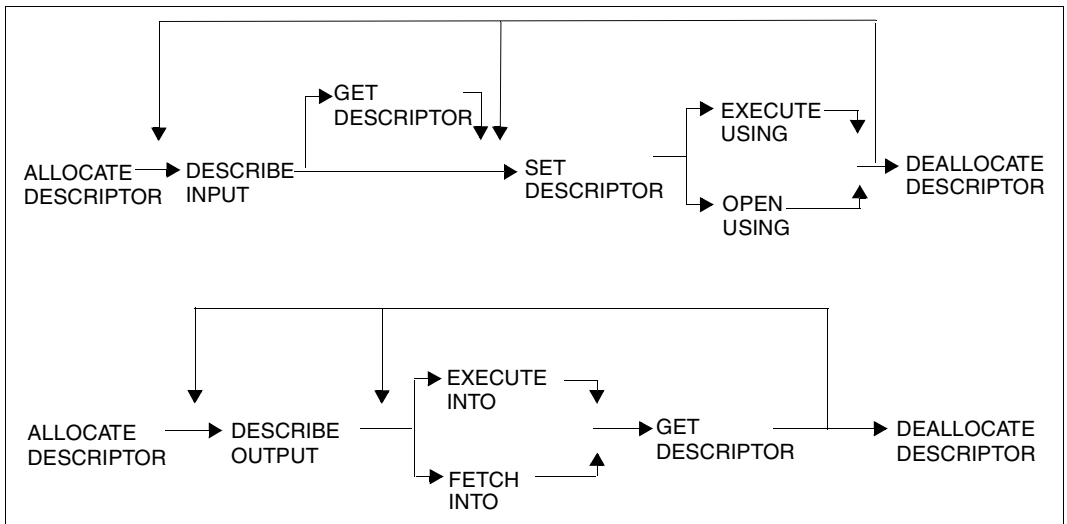 GET
DESCRIPTOR
EXECUTE
USING
ALLOCATE
DESCRIPTOR
DESCRIBE
INPUT
SET
DESCRIPTOR
DEALLOCATE
DESCRIPTOR
OPEN
USING
EXECUTE
INTO
ALLOCATE
DESCRIPTOR
DESCRIBE
OUTPUT
GET
DESCRIPTOR
DEALLOCATE
DESCRIPTOR
FETCH
INTO